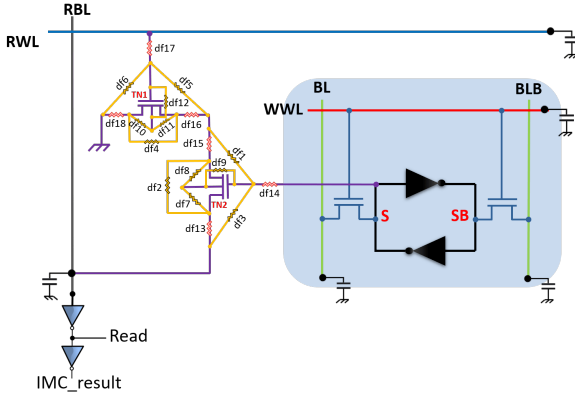 RBL
RWL
df17
df6
df5
BL
BLB
TN1
df12
WWL
df18
df10
df11
df16
df4
df15
df1
df9
df8
df2
df14
df7
TN2
S
SB
df3
df13
Read
IMC_result